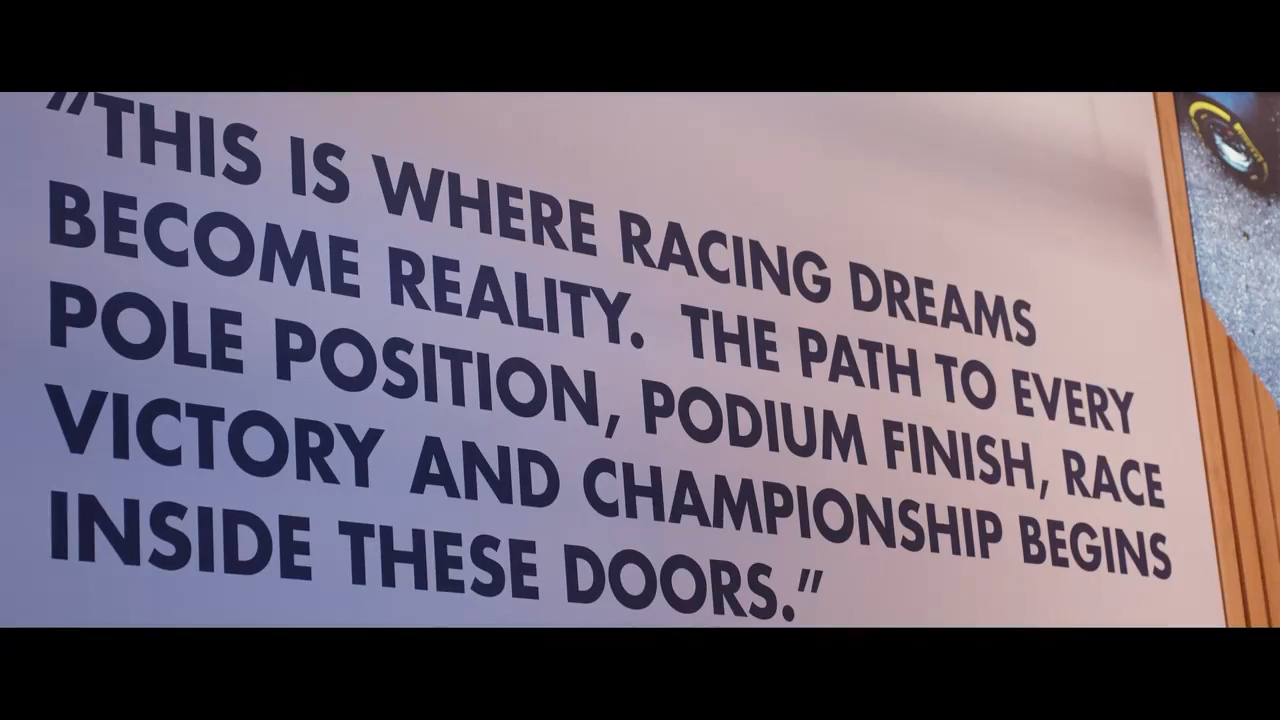 "THIS IS WHERE RACING DREAMS
BECOME REALITY. THE PATH TO EVERY
POLE POSITION, PODIUM FINISH, RACE
VICTORY AND CHAMPIONSHIP BEGINS
INSIDE THESE DOORS."